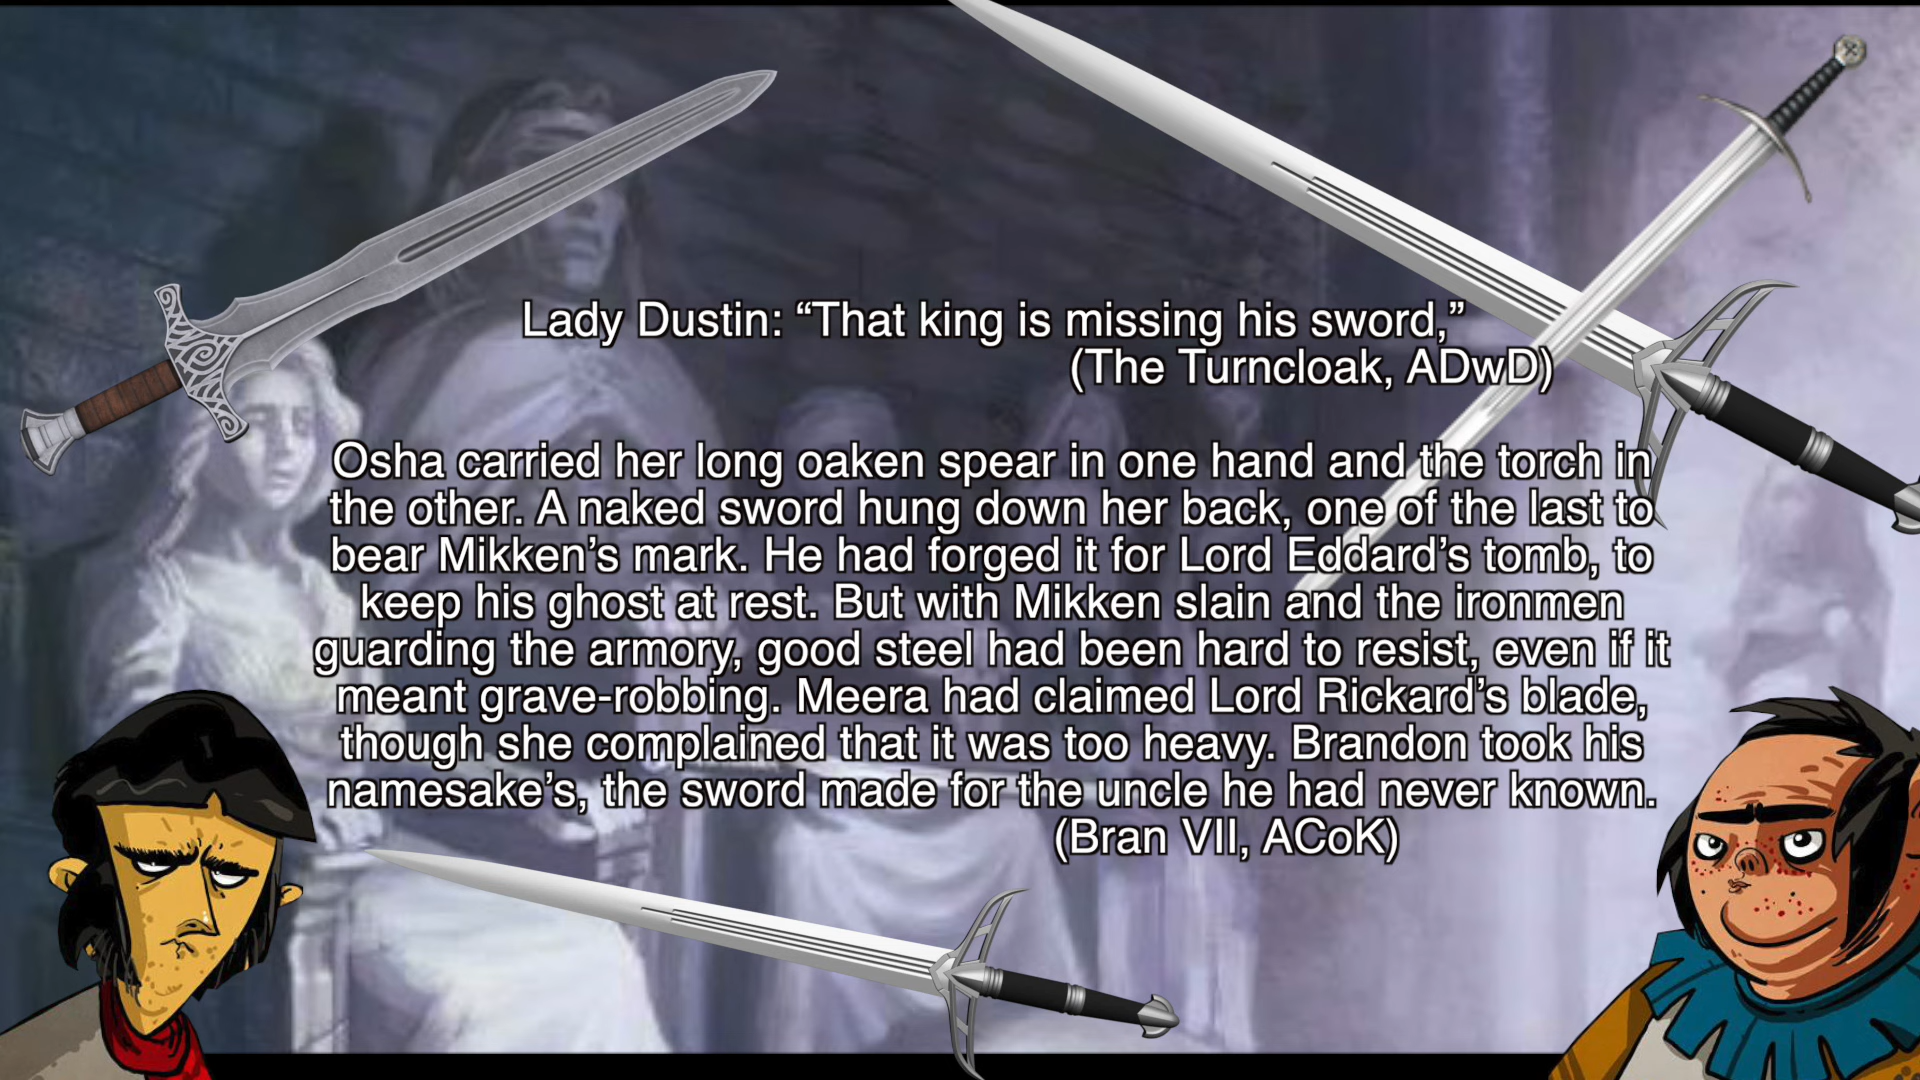 Lady Dustin: “That king is missing his sword,”
(The Turncloak, ADwD)
Osha carried her long oaken spear in one hand and the torch in
the other. A naked sword hung down her back, one of the last to
bear Mikken’s mark. He had forged it for Lord Eddard’s tomb, to
keep his ghost at rest. But with Mikken slain and the ironmen
guarding the armory, good steel had been hard to resist, even if it
meant grave-robbing. Meera had claimed Lord Rickard’s blade,
though she complained that it was too heavy. Brandon took his
namesake’s, the sword made for the uncle he had never known.
(Bran VII, ACoK)